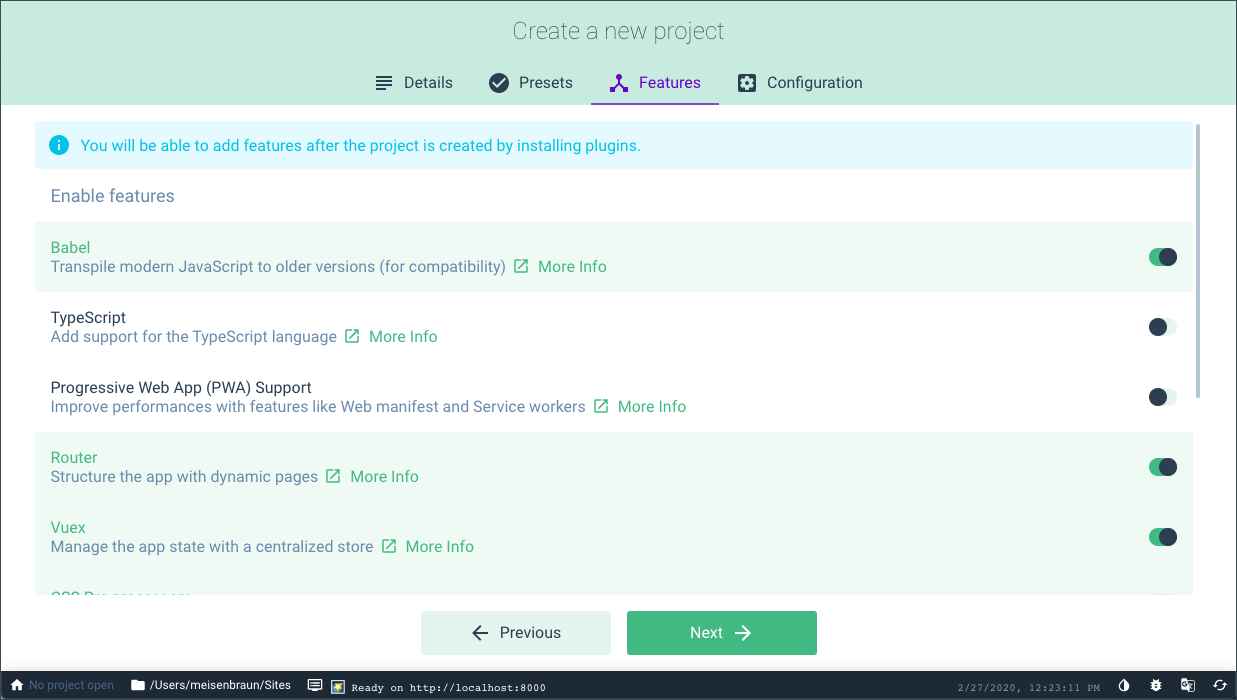 Create a new project
Details
Presets
Features
Configuration
You will be able to add features after the project is created by installing plugins.
Enable features
Babel
Transpile modern JavaScript to older versions (for compatibility) More Info
TypeScript
Add support for the TypeScript language More Info
Progressive Web App (PWA) Support
Improve performances with features like Web manifest and Service workers More Info
Router
Structure the app with dynamic pages More Info
Vuex
Manage the app state with a centralized store More Info
Previous
Next
No project open /Users/meisenbraun/Sites Ready on http://localhost:8000 2/27/2020, 12:23:11 PM